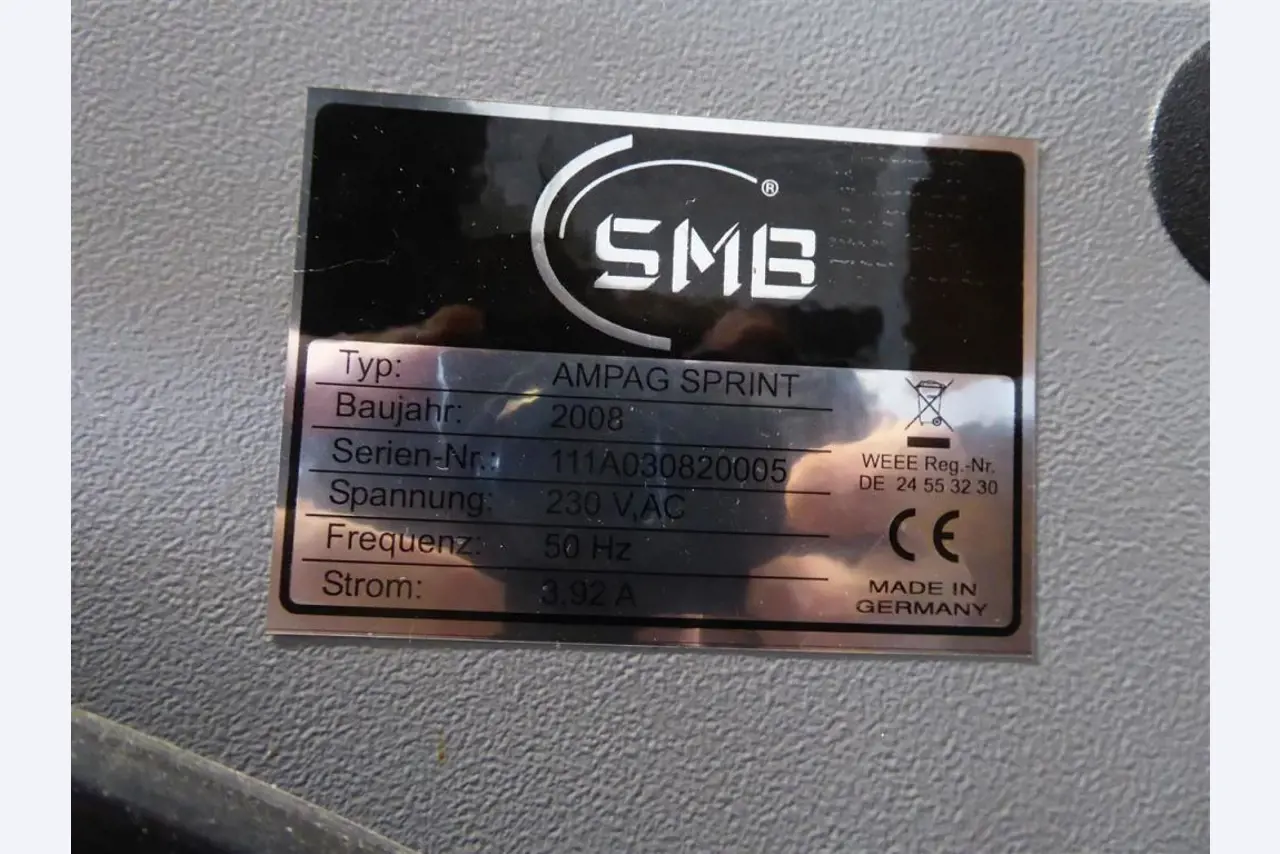 SMB®
Typ: AMPAG SPRINT
Baujahr: 2008
Serien-Nr.: 111A030820005
Spannung: 230 V,AC
Frequenz: 50 Hz
Strom: 3.92 A
WEEE Reg.-Nr.
DE 24 55 32 30
CE
MADE IN
GERMANY